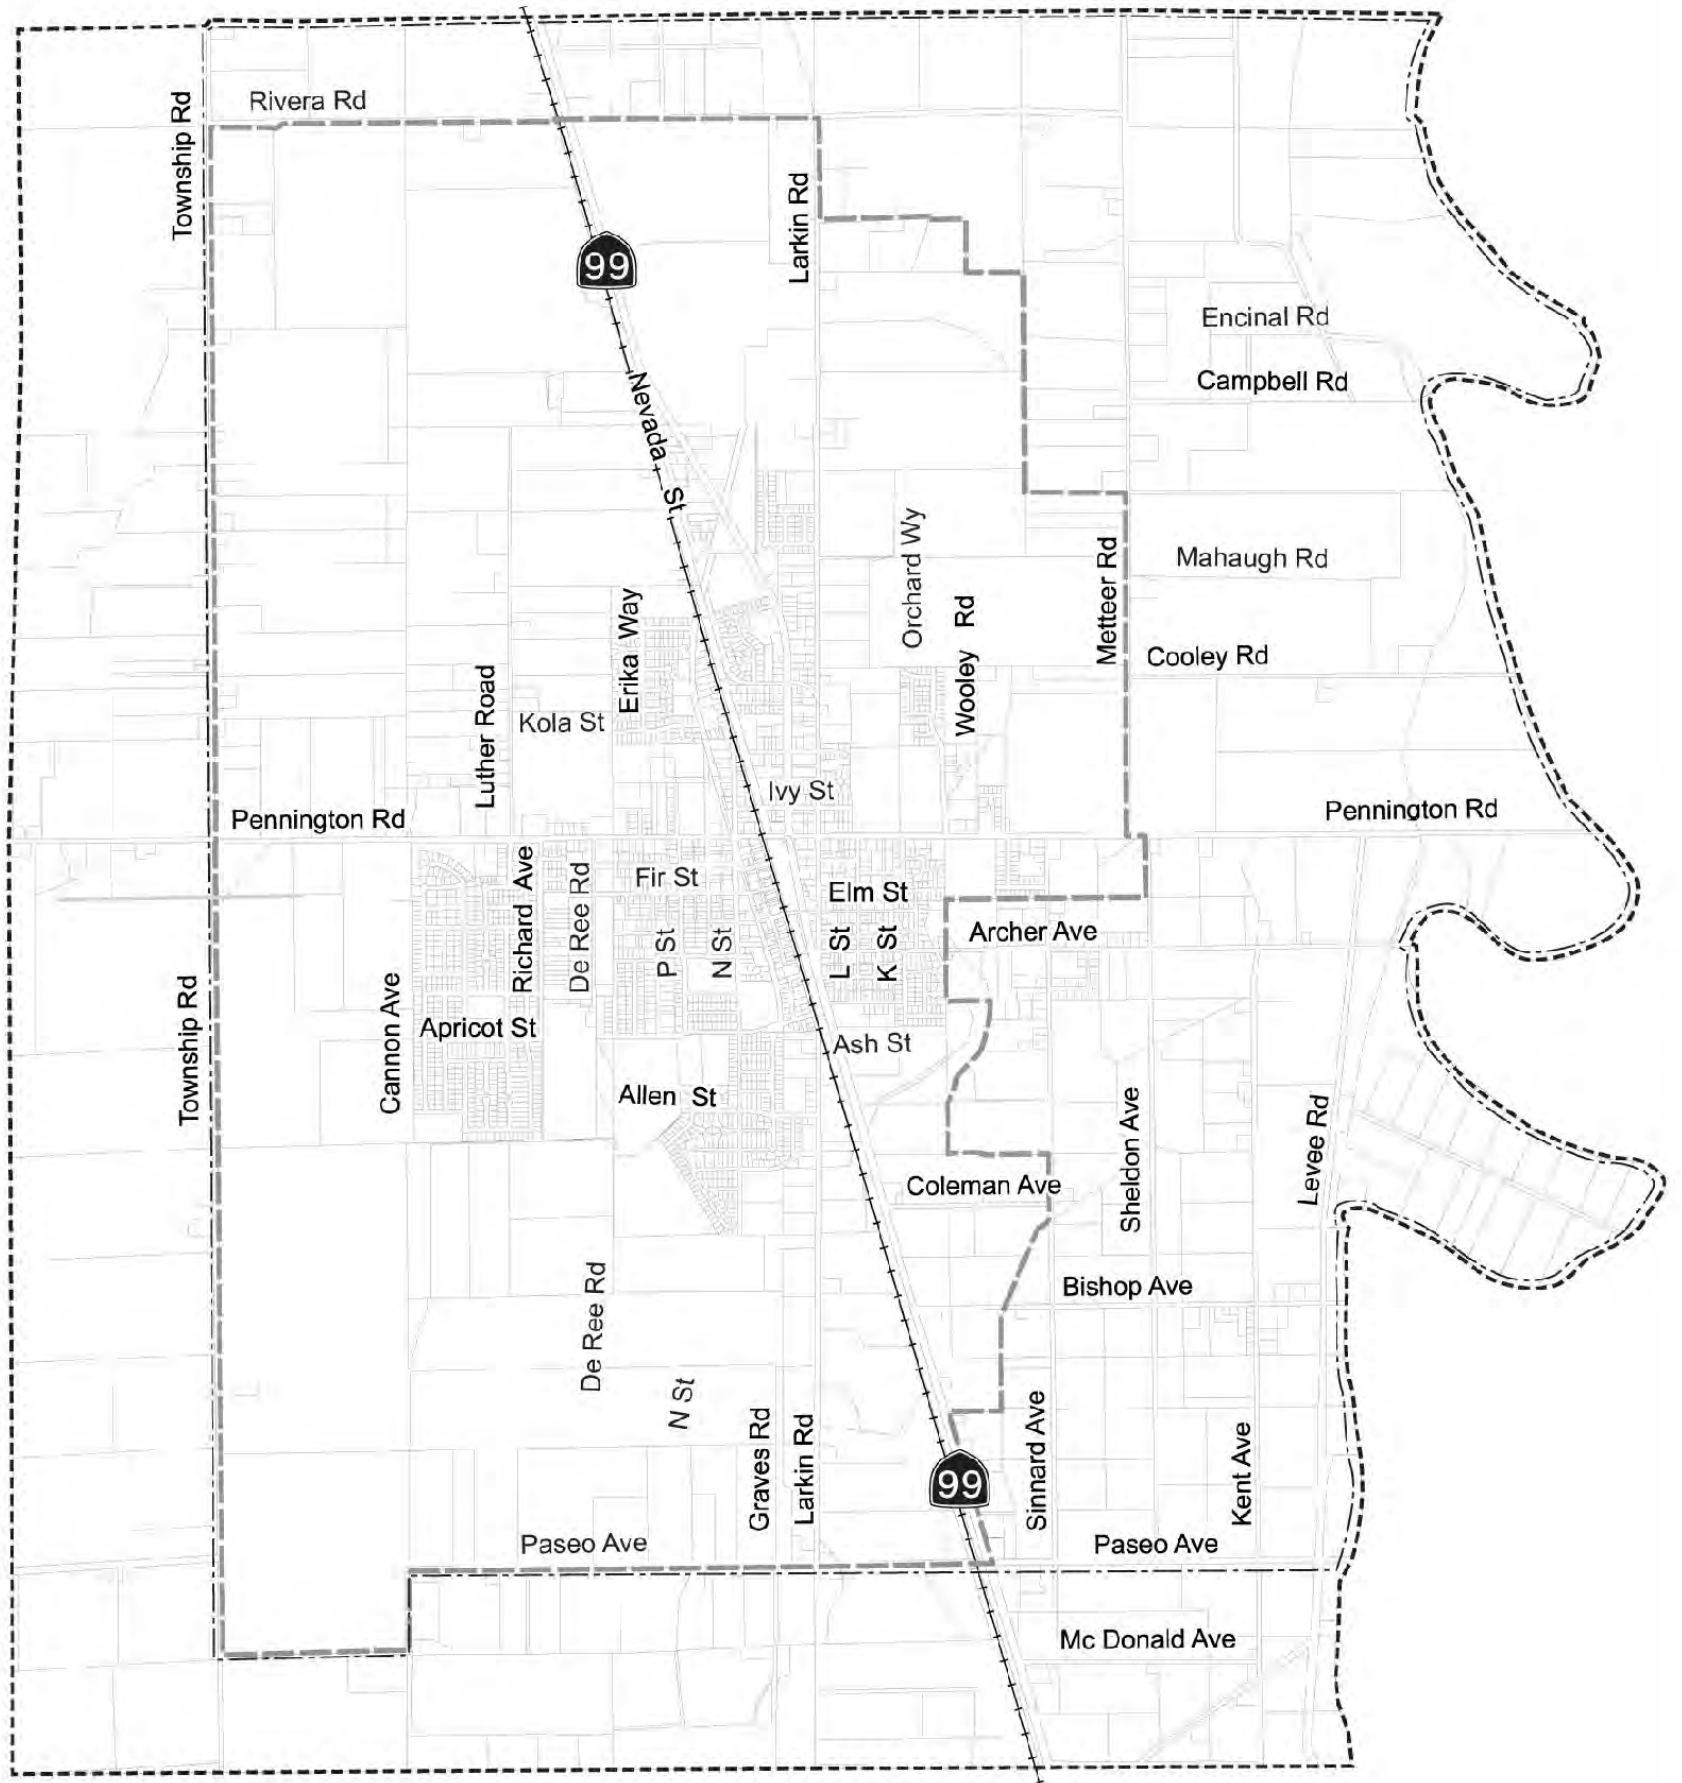 Rivera Rd
Township Rd
Larkin Rd
99
Encinal Rd
Campbell Rd
Nevada St
Orchard Wy
Mahaugh Rd
Metteer Rd
Erika Way
Wooley Rd
Cooley Rd
Luther Road
Kola St
Ivy St
Pennington Rd
Pennington Rd
Richard Ave
De Ree Rd
Fir St
Elm St
P St
N St
L St
K St
Archer Ave
Township Rd
Cannon Ave
Apricot St
Ash St
Allen St
Sheldon Ave
Levee Rd
Coleman Ave
De Ree Rd
Bishop Ave
N St
Graves Rd
Larkin Rd
99
Sinnard Ave
Kent Ave
Paseo Ave
Paseo Ave
Mc Donald Ave